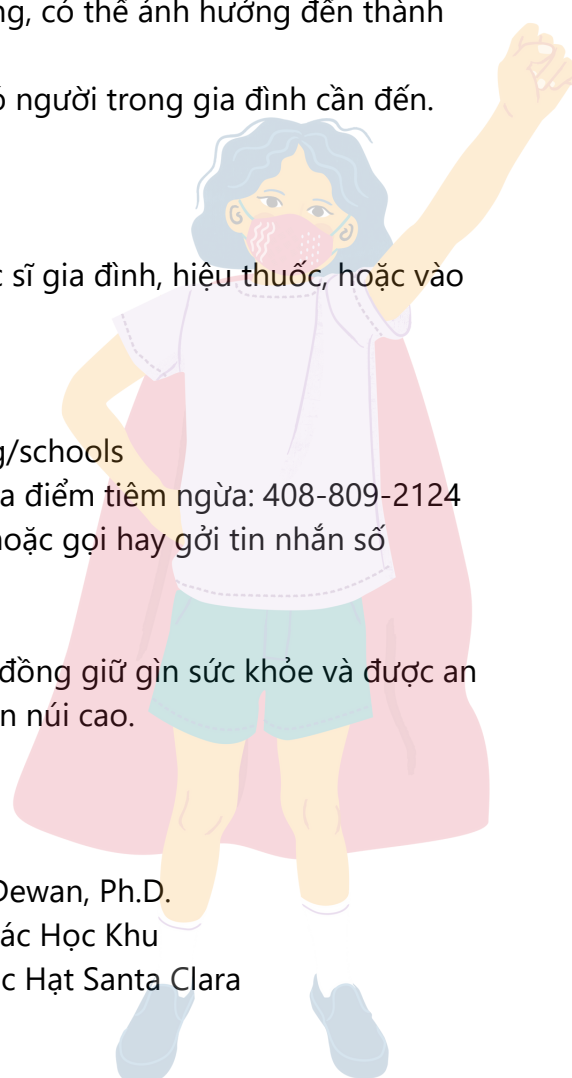 ng, có thể ảnh hưởng đến thành
ó người trong gia đình cần đến.
c sĩ gia đình, hiệu thuốc, hoặc vào
g/schools
a điểm tiêm ngừa: 408-809-2124
hoặc gọi hay gởi tin nhắn số
đồng giữ gìn sức khỏe và được an
n núi cao.
Dewan, Ph.D.
ác Học Khu
c Hạt Santa Clara